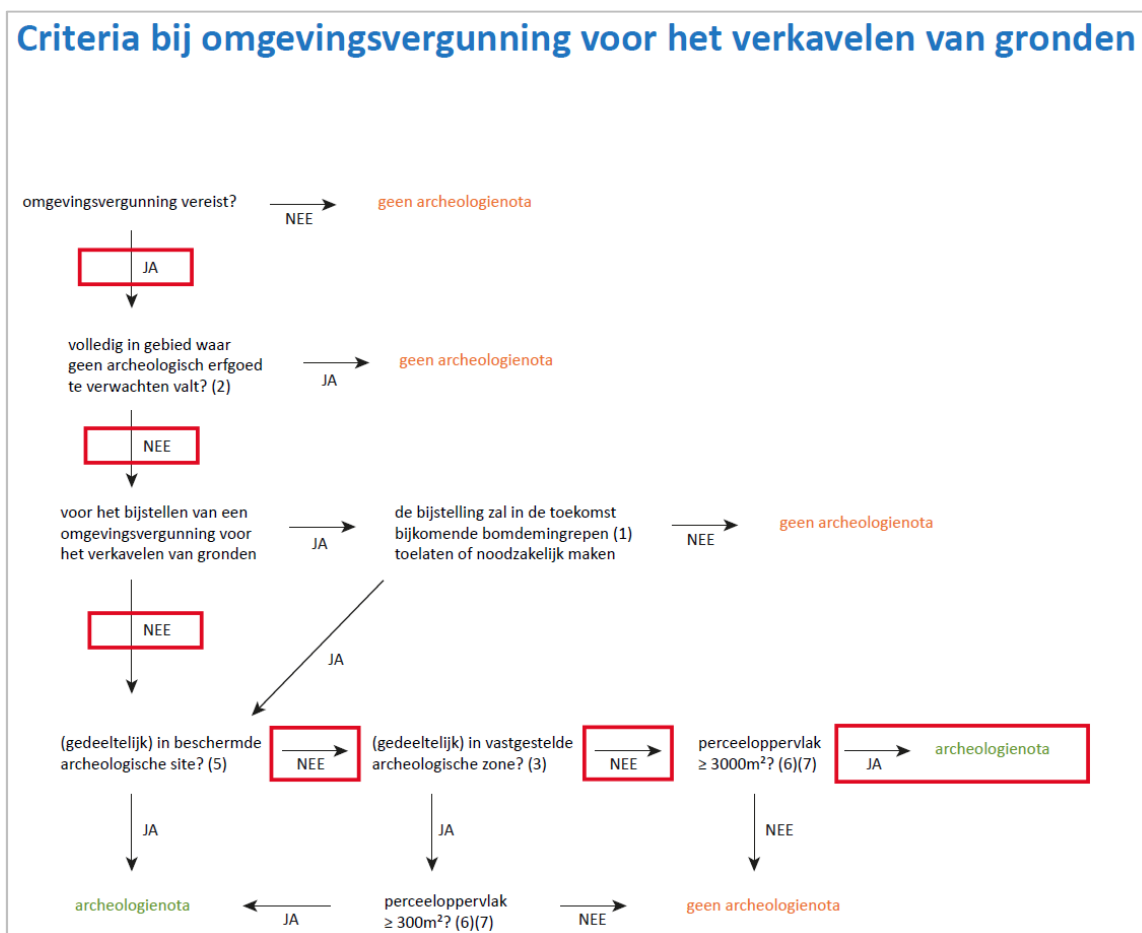 Criteria bij omgevingsvergunning voor het verkavelen van gronden
omgevingsvergunning vereist?
NEE
geen archeologienota
JA
volledig in gebied waar
geen archeologisch erfgoed
te verwachten valt? (2)
JA
geen archeologienota
NEE
voor het bijstellen van een
omgevingsvergunning voor
het verkavelen van gronden
JA
de bijstelling zal in de toekomst
bijkomende bomdemingrepen (1)
toelaten of noodzakelijk maken
NEE
geen archeologienota
NEE
JA
(gedeeltelijk) in beschermde
archeologische site? (5)
NEE
(gedeeltelijk) in vastgestelde
archeologische zone? (3)
NEE
perceeloppervlak
≥ 3000m²? (6)(7)
JA
archeologienota
JA
JA
NEE
archeologienota
JA
perceeloppervlak
≥ 300m²? (6)(7)
NEE
geen archeologienota